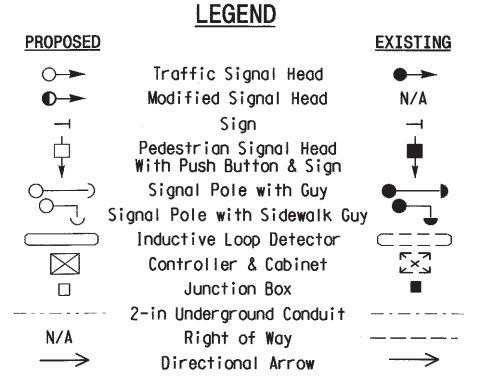 LEGEND
PROPOSED EXISTING
Traffic Signal Head
Modified Signal Head N/A
Sign
Pedestrian Signal Head
With Push Button & Sign
Signal Pole with Guy
Signal Pole with Sidewalk Guy
Inductive Loop Detector
Controller & Cabinet
Junction Box
2-in Underground Conduit
N/A Right of Way
Directional Arrow